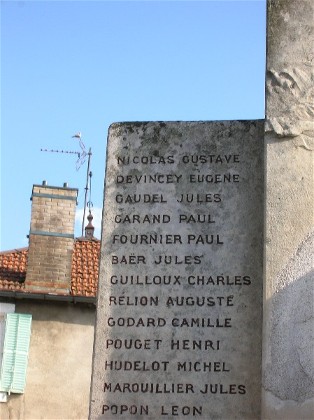 NICOLAS GUSTAVE
DEVINCEY EUGENE
GAUDEL JULES
GARAND PAUL
FOURNIER PAUL
BAËR JULES
GUILLOUX CHARLES
RELION AUGUSTE
GODARD CAMILLE
POUGET HENRI
HUDELOT MICHEL
MAROUILLIER JULES
POPON LEON